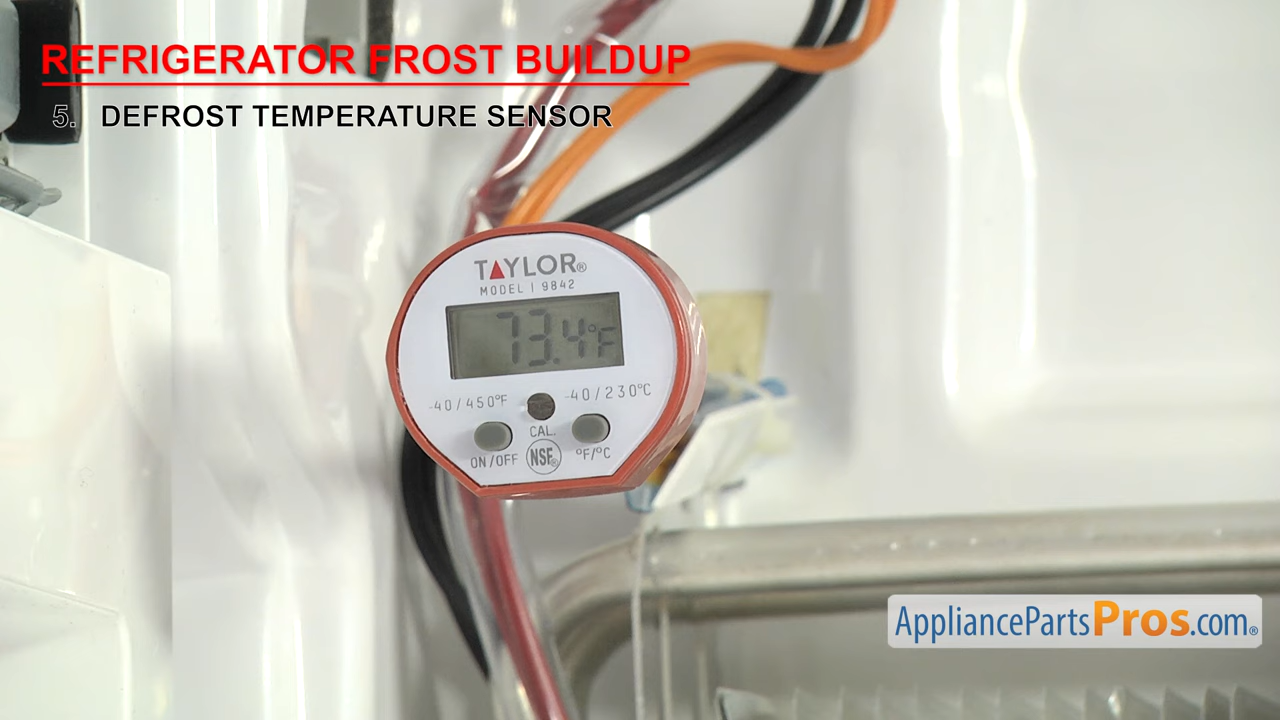 REFRIGERATOR FROST BUILDUP
5. DEFROST TEMPERATURE SENSOR
TAYLOR®
MODEL | 9842
73.4°F
-40/450°F
-40/230°C
CAL.
ON/OFF
NSF®
°F/°C
AppliancePartsPros.com®